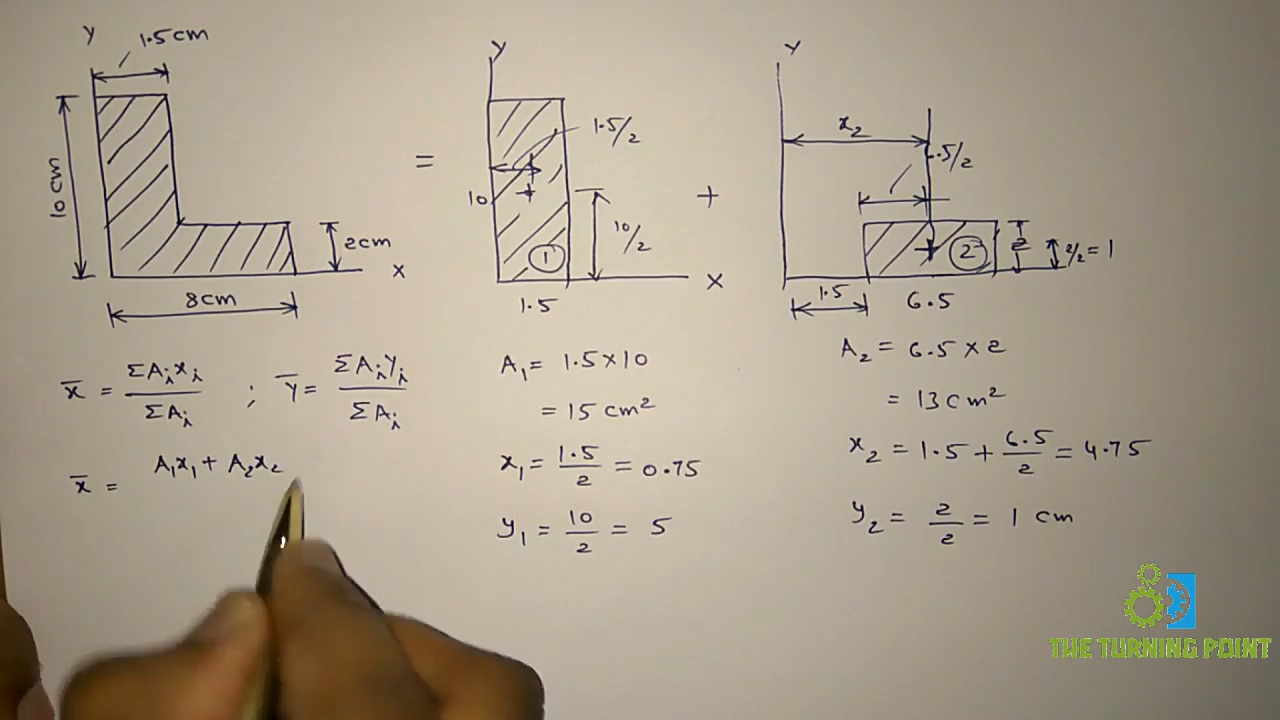 Y
1.5cm
10 cm
2cm
X
8cm
=
Y
1.5/2
10
10/2
1
X
1.5
+
Y
x₂
.5/2
2
2
2/2 = 1
1.5
6.5
x̄ = ΣAᵢxᵢ / ΣAᵢ ; ȳ = ΣAᵢyᵢ / ΣAᵢ
x̄ = A₁x₁ + A₂x₂
A₁ = 1.5 × 10
= 15 cm²
x₁ = 1.5/2 = 0.75
y₁ = 10/2 = 5
A₂ = 6.5 × 2
= 13 cm²
x₂ = 1.5 + 6.5/2 = 4.75
y₂ = 2/2 = 1 cm
THE TURNING POINT